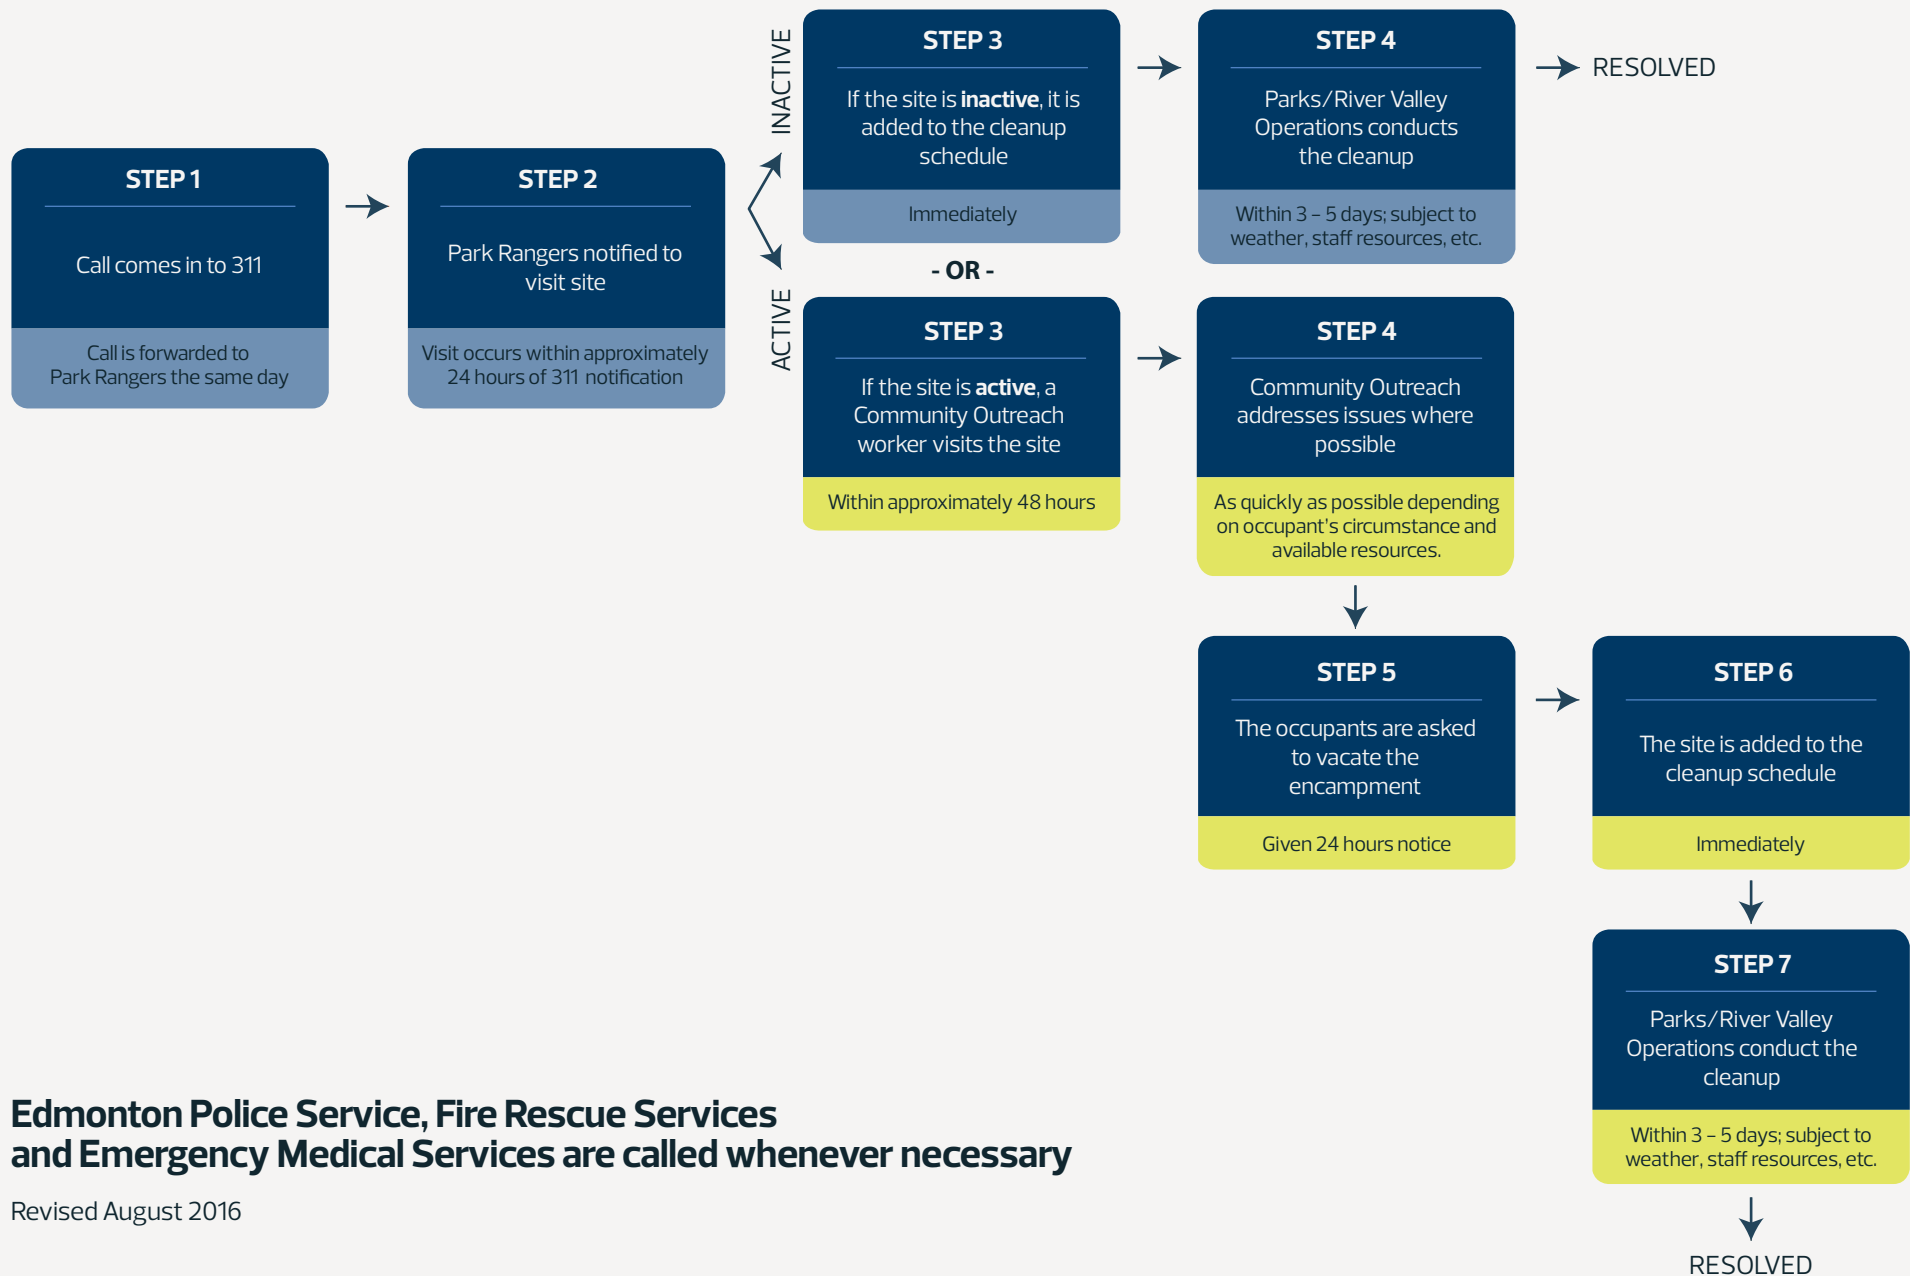 STEP 1
Call comes in to 311
Call is forwarded to
Park Rangers the same day
STEP 2
Park Rangers notified to
visit site
Visit occurs within approximately
24 hours of 311 notification
INACTIVE
STEP 3
If the site is inactive, it is
added to the cleanup
schedule
Immediately
STEP 4
Parks/River Valley
Operations conducts
the cleanup
Within 3 – 5 days; subject to
weather, staff resources, etc.
RESOLVED
- OR -
ACTIVE
STEP 3
If the site is active, a
Community Outreach
worker visits the site
Within approximately 48 hours
STEP 4
Community Outreach
addresses issues where
possible
As quickly as possible depending
on occupant's circumstance and
available resources.
STEP 5
The occupants are asked
to vacate the
encampment
Given 24 hours notice
STEP 6
The site is added to the
cleanup schedule
Immediately
STEP 7
Parks/River Valley
Operations conduct the
cleanup
Within 3 – 5 days; subject to
weather, staff resources, etc.
RESOLVED
Edmonton Police Service, Fire Rescue Services
and Emergency Medical Services are called whenever necessary
Revised August 2016